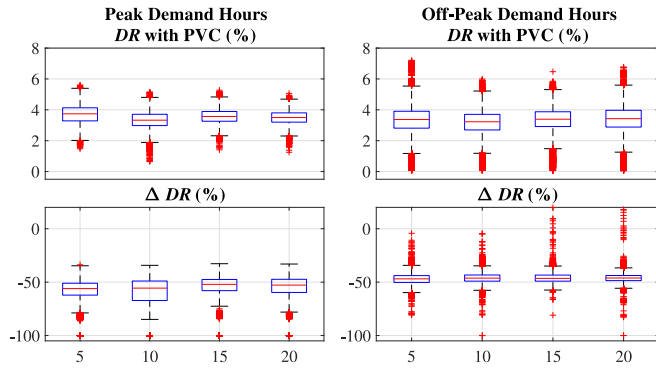 Peak Demand Hours
DR with PVC (%)
8
6
4
2
0
Δ DR (%)
0
-50
-100
5 10 15 20
Off-Peak Demand Hours
DR with PVC (%)
8
6
4
2
0
Δ DR (%)
0
-50
-100
5 10 15 20